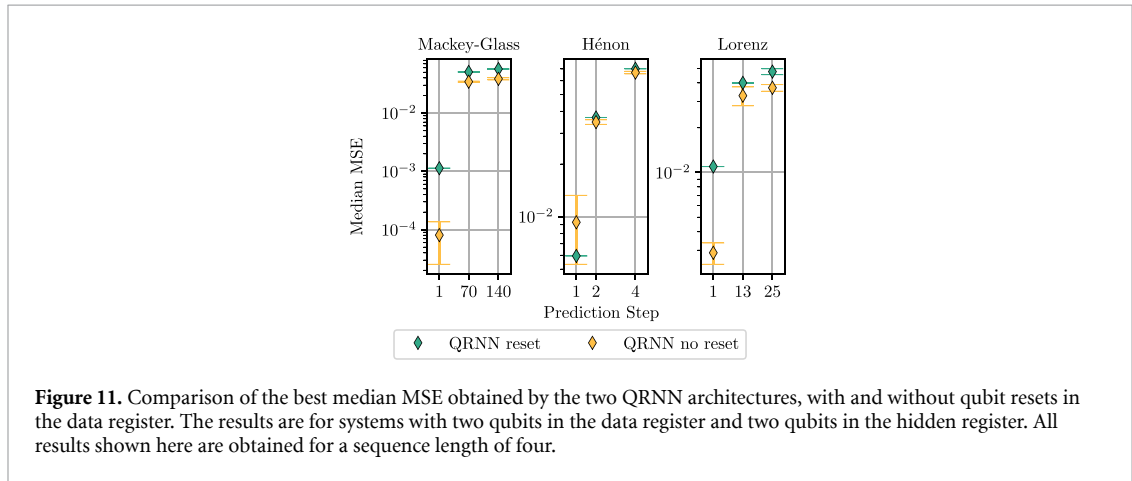 Mackey-Glass Hénon Lorenz
Median MSE
10⁻²
10⁻³
10⁻⁴
10⁻²
10⁻²
1 70 140 1 2 4 1 13 25
Prediction Step
QRNN reset QRNN no reset
Figure 11. Comparison of the best median MSE obtained by the two QRNN architectures, with and without qubit resets in
the data register. The results are for systems with two qubits in the data register and two qubits in the hidden register. All
results shown here are obtained for a sequence length of four.